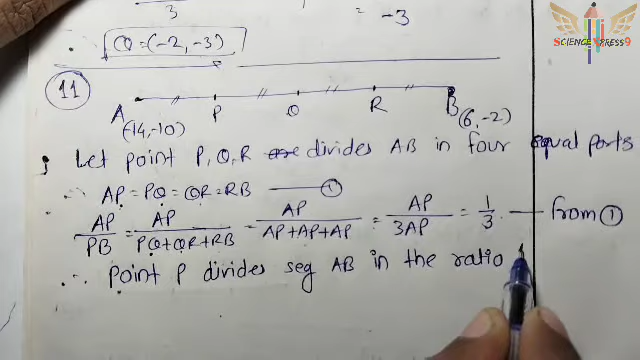 3
= -3
SCIENCE XPRESS 9
∴ Q = (-2, -3)
11
A P Q R B
(14,-10) (6,-2)
Let point P, Q, R divides AB in four equal parts
∴ AP = PQ = QR = RB —— ①
AP/PB = AP/(PQ+QR+RB) = AP/(AP+AP+AP) = AP/3AP = 1/3 . —— from ①
∴ Point P divides seg AB in the ratio